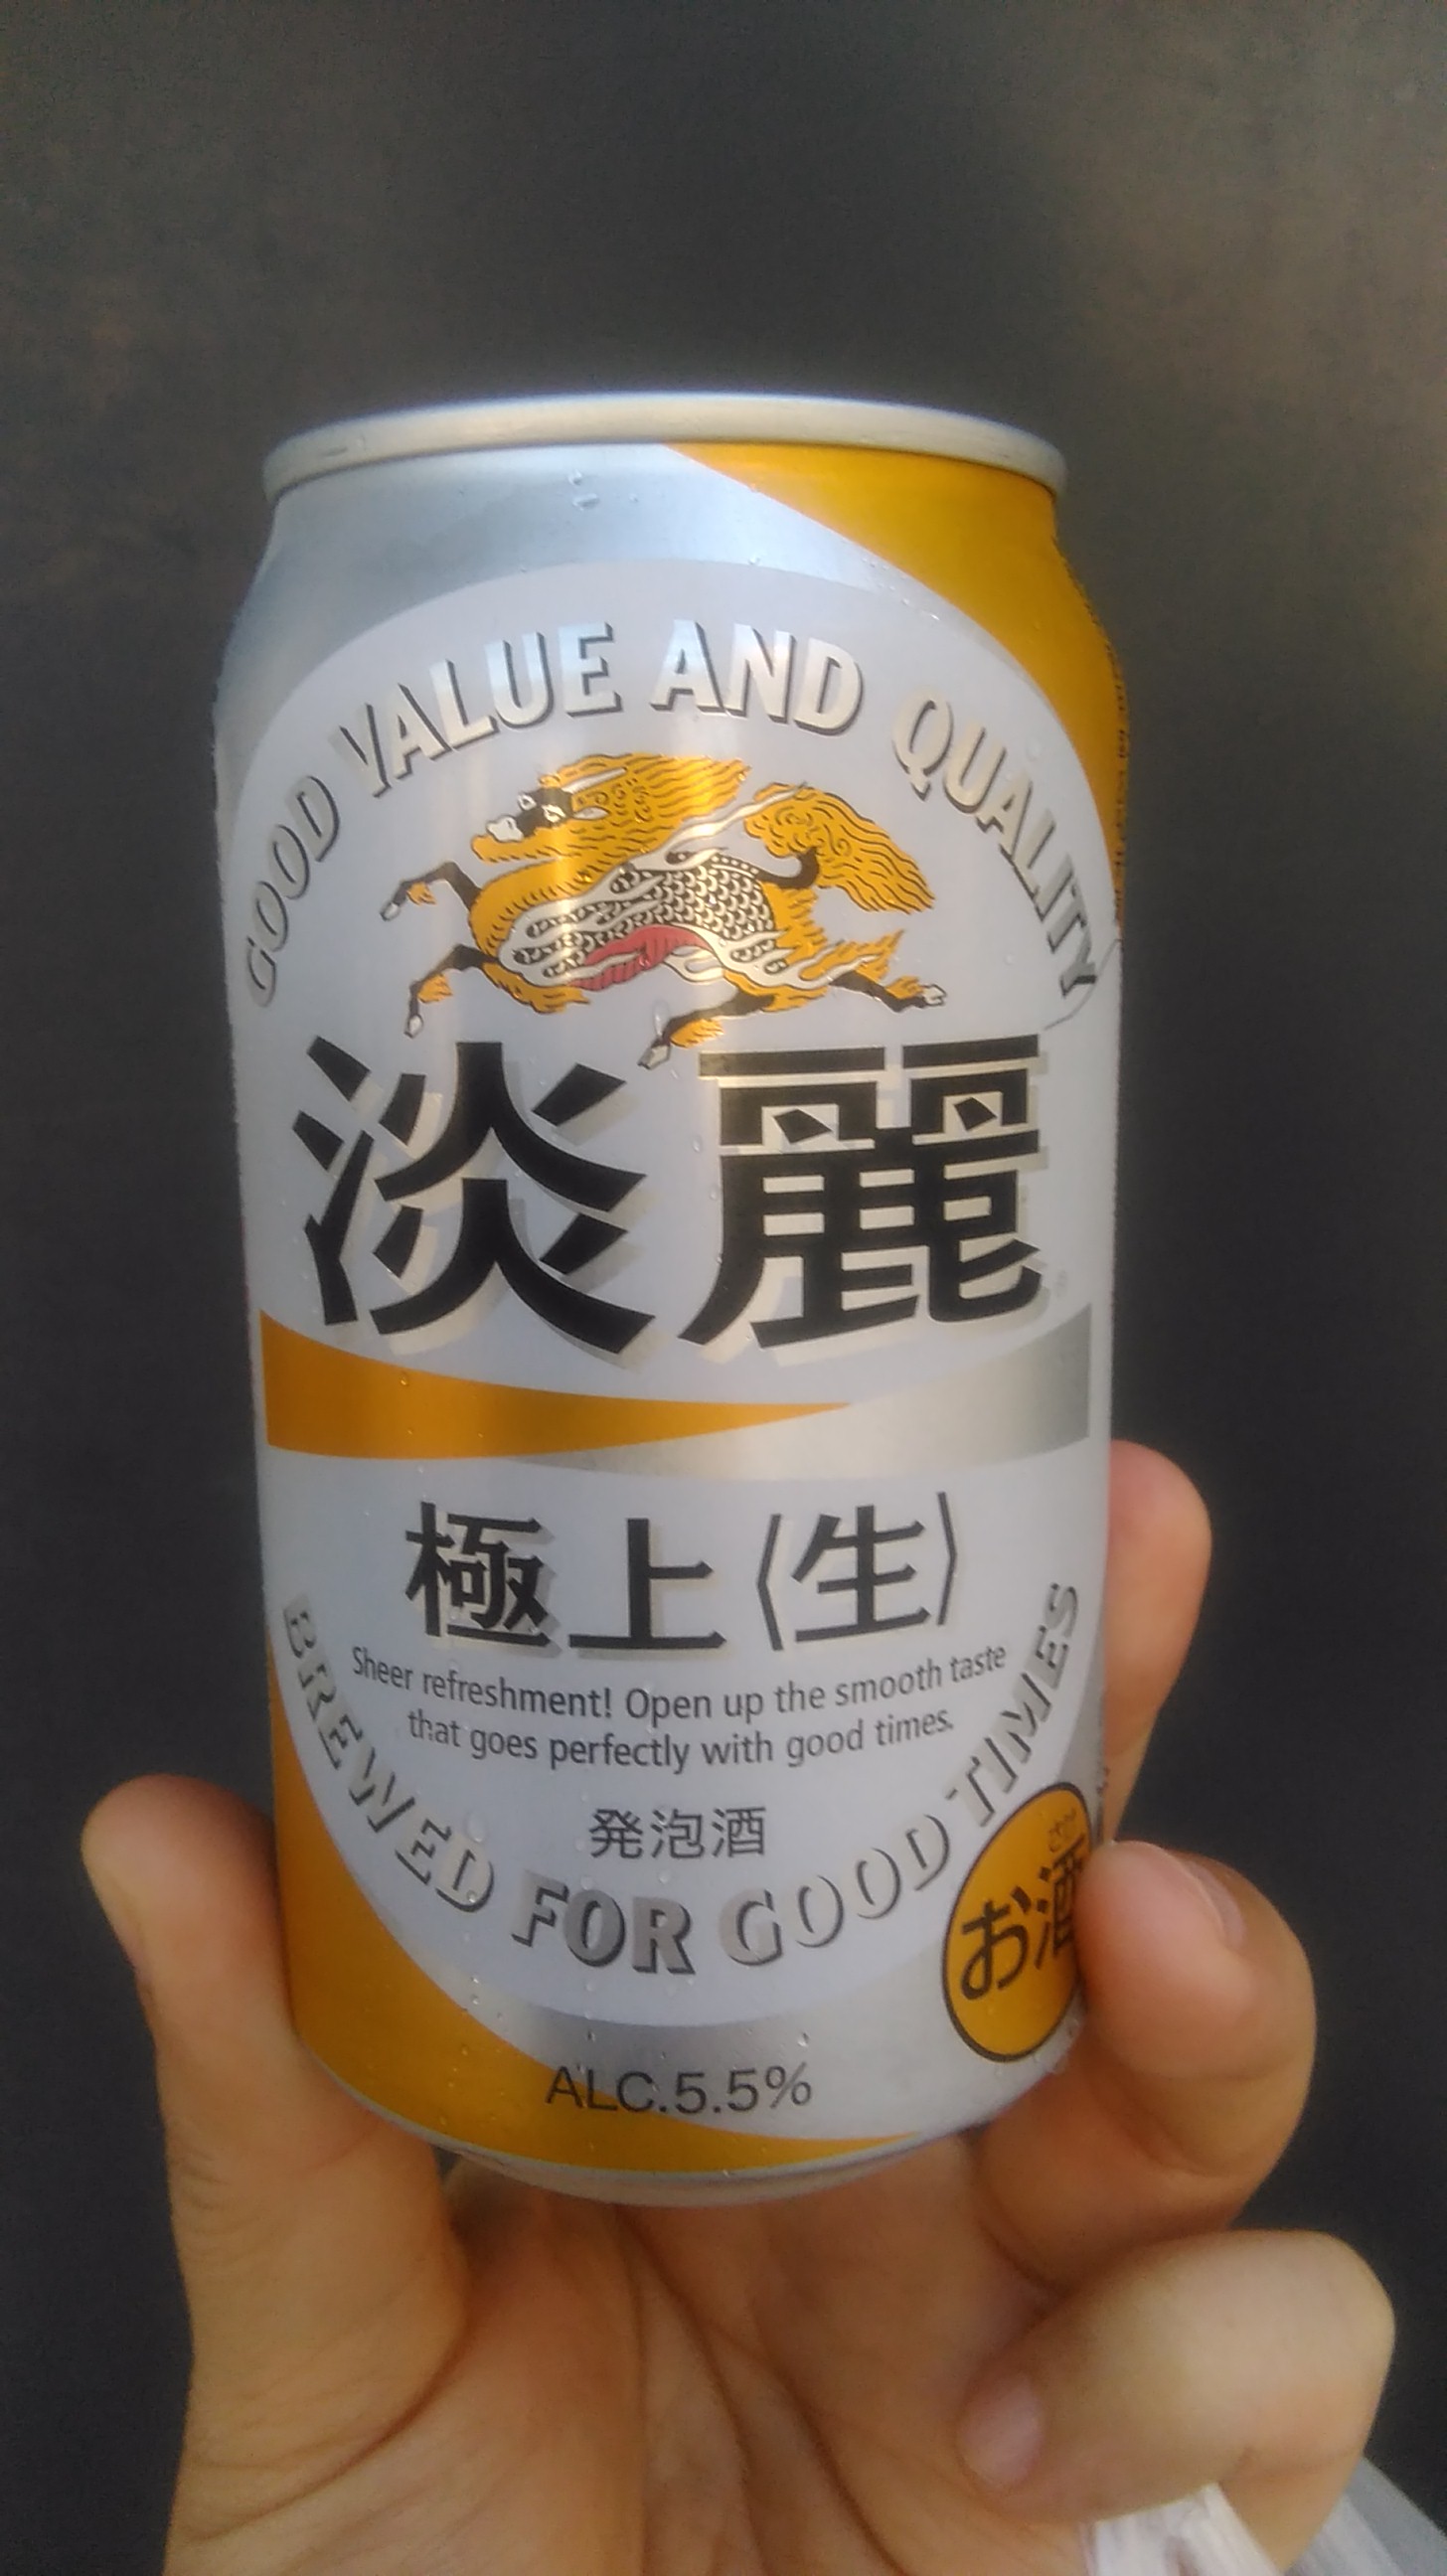 GOOD VALUE AND QUALITY
淡麗
極上〈生〉
Sheer refreshment! Open up the smooth taste
that goes perfectly with good times.
発泡酒
BREWED FOR GOOD TIMES
お酒
ALC.5.5%